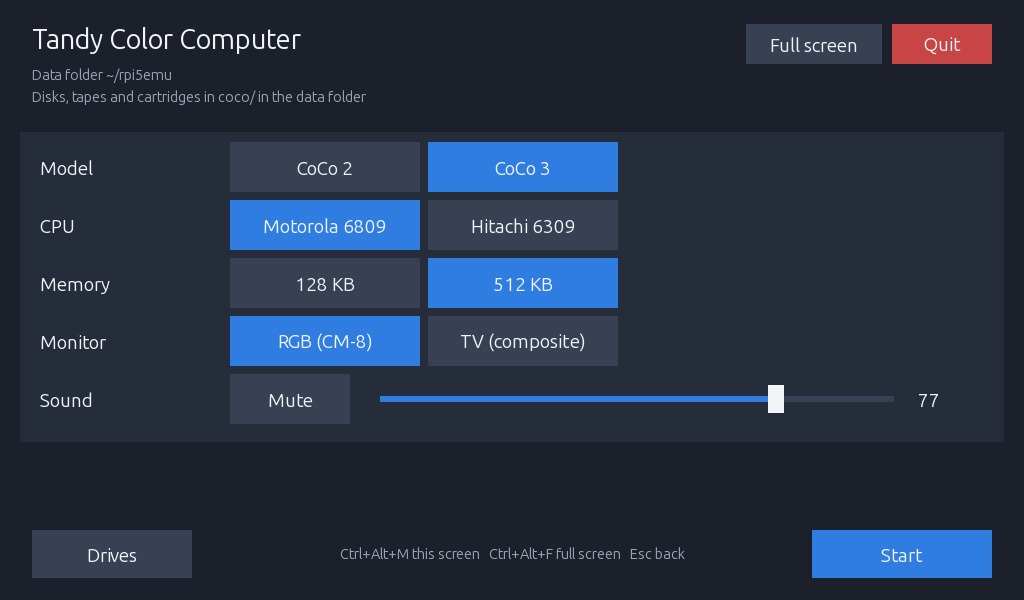 Tandy Color Computer
Full screen
Quit
Data folder ~/rpi5emu
Disks, tapes and cartridges in coco/ in the data folder
Model
CoCo 2
CoCo 3
CPU
Motorola 6809
Hitachi 6309
Memory
128 KB
512 KB
Monitor
RGB (CM-8)
TV (composite)
Sound
Mute
77
Drives
Ctrl+Alt+M this screen   Ctrl+Alt+F full screen   Esc back
Start